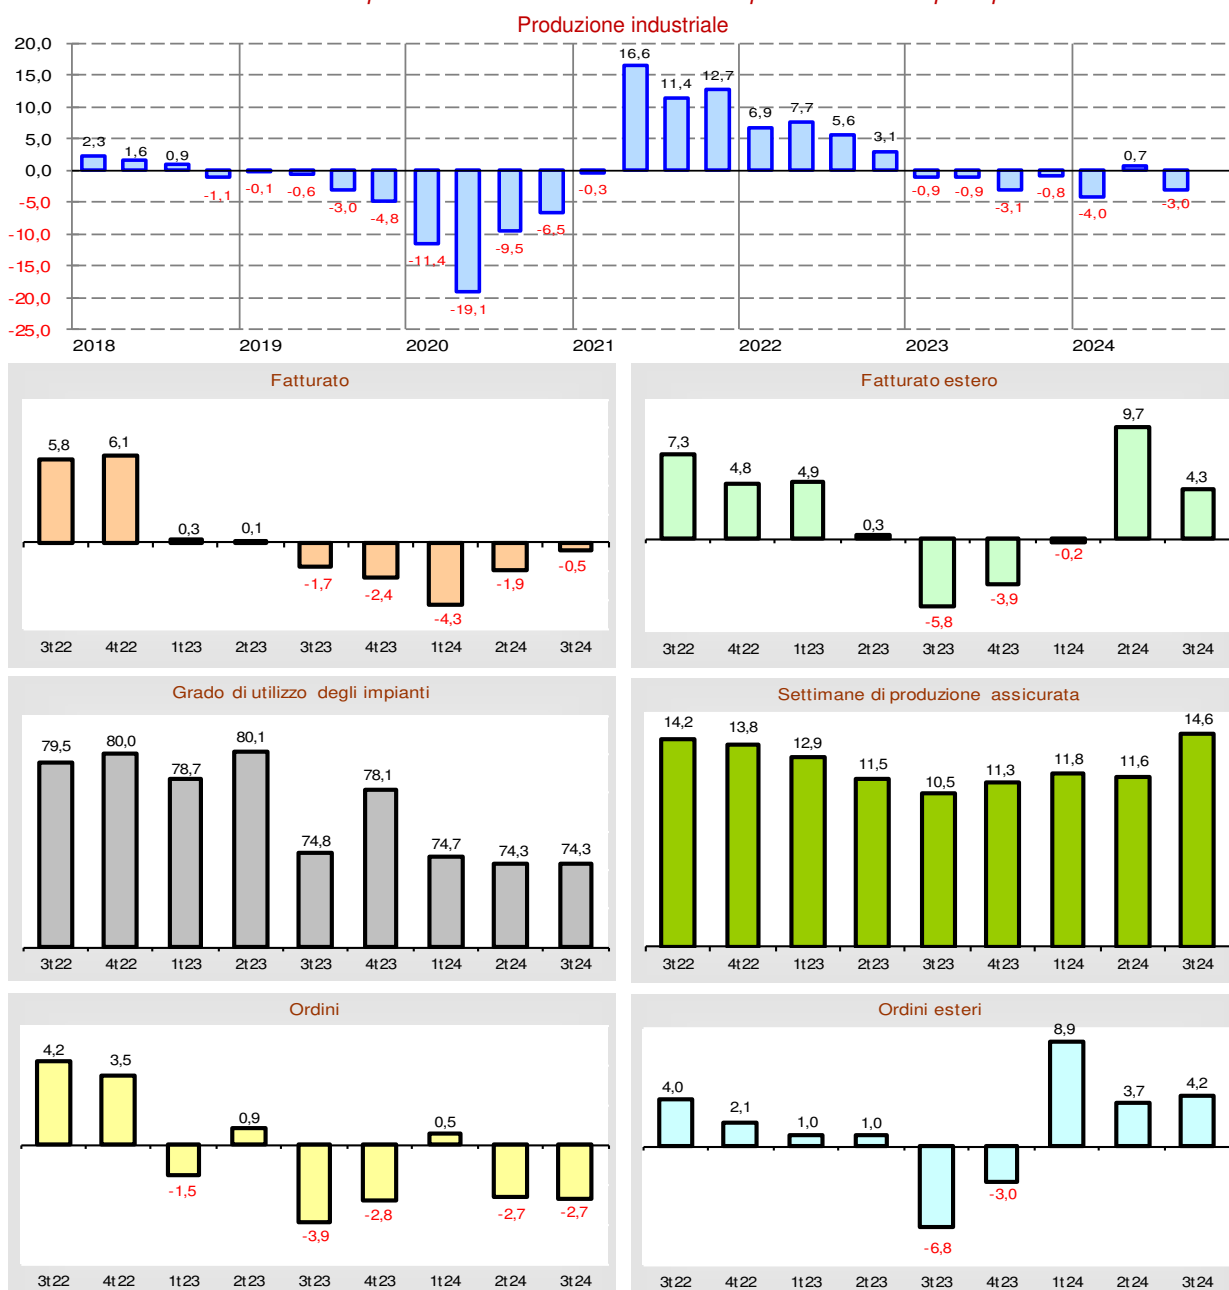 Produzione industriale
20,0
15,0
10,0
5,0
0,0
-5,0
-10,0
-15,0
-20,0
-25,0
2,3 1,6 0,9 -1,1 -0,1 -0,6 -3,0 -4,8 -11,4 -19,1 -9,5 -6,5 -0,3 16,6 11,4 12,7 6,9 7,7 5,6 3,1 -0,9 -0,9 -3,1 -0,8 -4,0 0,7 -3,0
2018 2019 2020 2021 2022 2023 2024
Fatturato
5,8 6,1 0,3 0,1 -1,7 -2,4 -4,3 -1,9 -0,5
3t22 4t22 1t23 2t23 3t23 4t23 1t24 2t24 3t24
Fatturato estero
7,3 4,8 4,9 0,3 -5,8 -3,9 -0,2 9,7 4,3
3t22 4t22 1t23 2t23 3t23 4t23 1t24 2t24 3t24
Grado di utilizzo degli impianti
79,5 80,0 78,7 80,1 74,8 78,1 74,7 74,3 74,3
3t22 4t22 1t23 2t23 3t23 4t23 1t24 2t24 3t24
Settimane di produzione assicurata
14,2 13,8 12,9 11,5 10,5 11,3 11,8 11,6 14,6
3t22 4t22 1t23 2t23 3t23 4t23 1t24 2t24 3t24
Ordini
4,2 3,5 -1,5 0,9 -3,9 -2,8 0,5 -2,7 -2,7
3t22 4t22 1t23 2t23 3t23 4t23 1t24 2t24 3t24
Ordini esteri
4,0 2,1 1,0 1,0 -6,8 -3,0 8,9 3,7 4,2
3t22 4t22 1t23 2t23 3t23 4t23 1t24 2t24 3t24